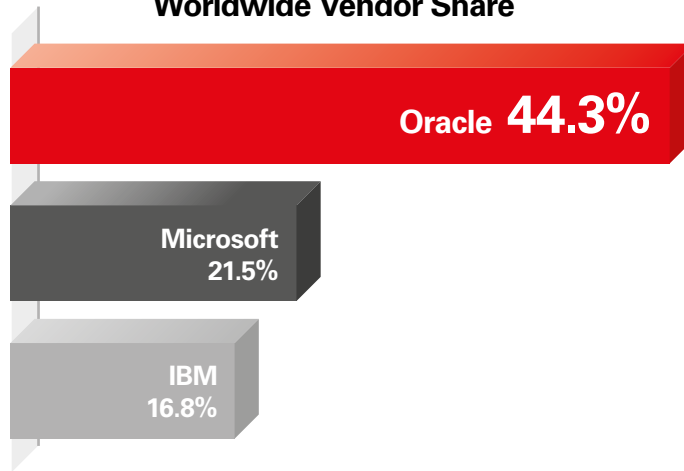 Worldwide Vendor Share
Oracle 44.3%
Microsoft
21.5%
IBM
16.8%